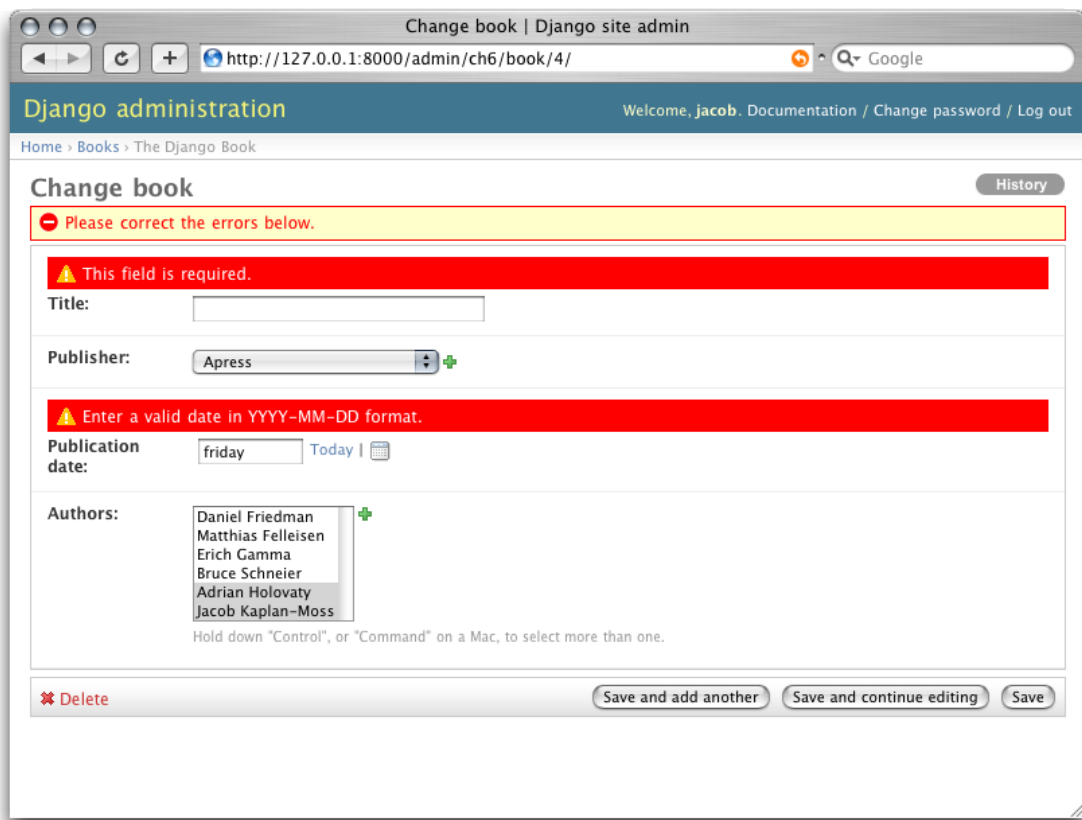 Change book | Django site admin
http://127.0.0.1:8000/admin/ch6/book/4/
Google
Django administration
Welcome, jacob. Documentation / Change password / Log out
Home › Books › The Django Book
Change book
History
Please correct the errors below.
This field is required.
Title:
Publisher:
Apress
Enter a valid date in YYYY-MM-DD format.
Publication
date:
friday
Today |
Authors:
Daniel Friedman
Matthias Felleisen
Erich Gamma
Bruce Schneier
Adrian Holovaty
Jacob Kaplan-Moss
Hold down "Control", or "Command" on a Mac, to select more than one.
Delete
Save and add another
Save and continue editing
Save